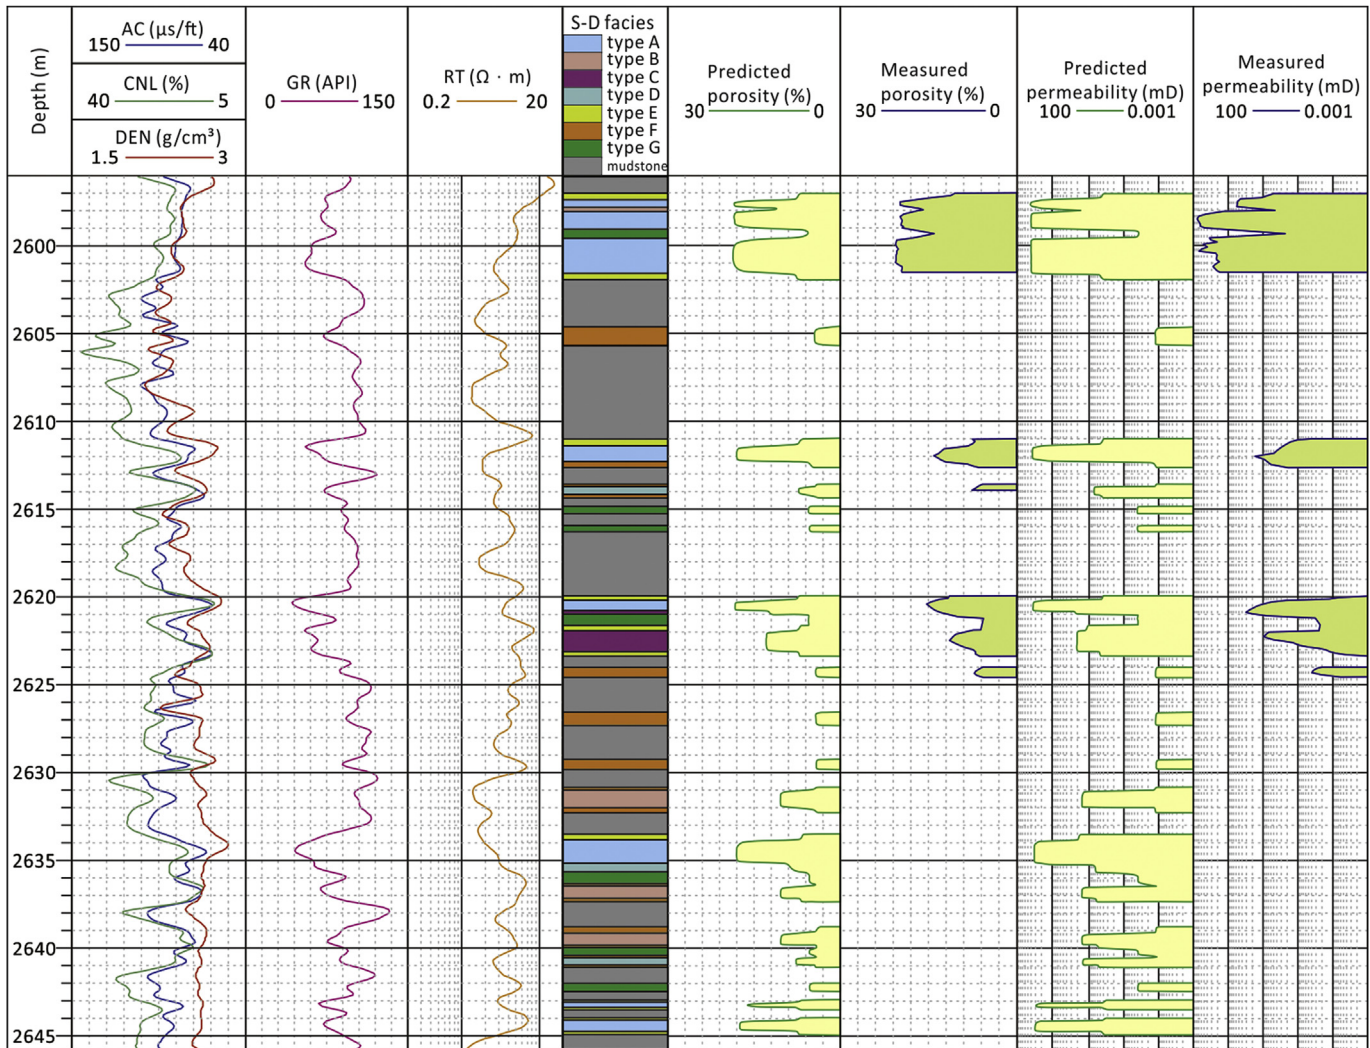 Depth (m)
AC (μs/ft)
150 40
CNL (%)
40 5
DEN (g/cm³)
1.5 3
GR (API)
0 150
RT (Ω · m)
0.2 20
S-D facies
type A
type B
type C
type D
type E
type F
type G
mudstone
Predicted
porosity (%)
30 0
Measured
porosity (%)
30 0
Predicted
permeability (mD)
100 0.001
Measured
permeability (mD)
100 0.001
2600
2605
2610
2615
2620
2625
2630
2635
2640
2645